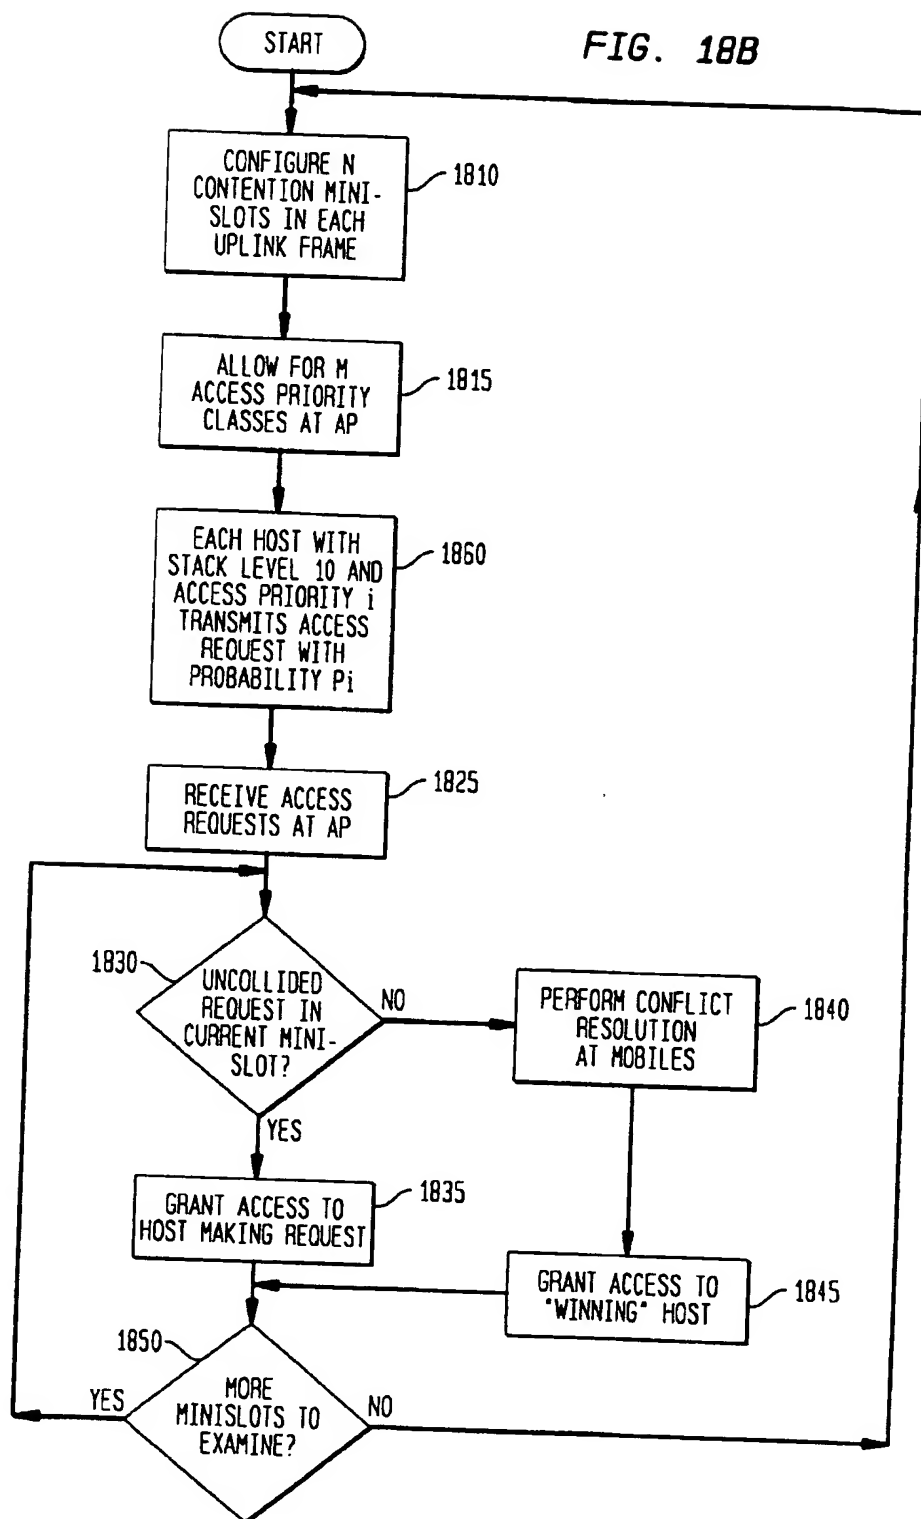 START
FIG. 18B
CONFIGURE N
CONTENTION MINI-
SLOTS IN EACH
UPLINK FRAME
1810
ALLOW FOR M
ACCESS PRIORITY
CLASSES AT AP
1815
EACH HOST WITH
STACK LEVEL 10 AND
ACCESS PRIORITY i
TRANSMITS ACCESS
REQUEST WITH
PROBABILITY Pi
1860
RECEIVE ACCESS
REQUESTS AT AP
1825
1830
UNCOLLIDED
REQUEST IN
CURRENT MINI-
SLOT?
NO
YES
PERFORM CONFLICT
RESOLUTION
AT MOBILES
1840
GRANT ACCESS TO
HOST MAKING REQUEST
1835
GRANT ACCESS TO
"WINNING" HOST
1845
1850
MORE
MINISLOTS TO
EXAMINE?
YES
NO